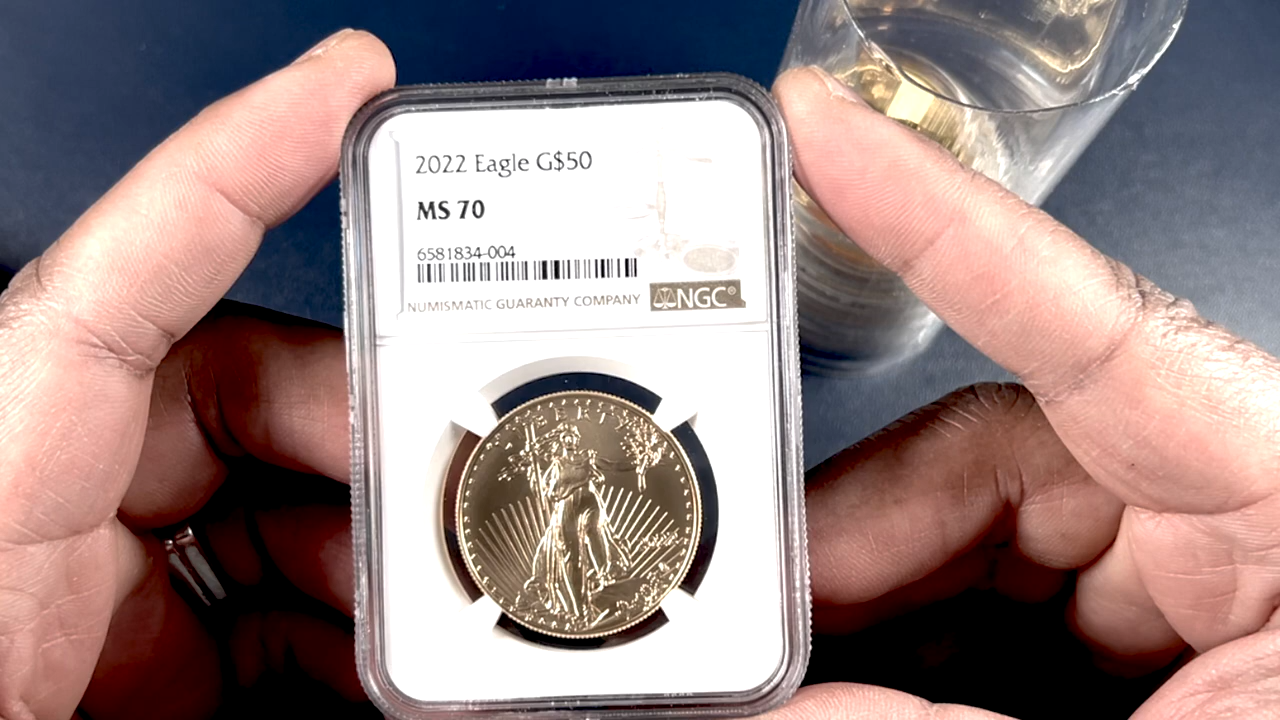 2022 Eagle G$50
MS 70
6581834-004
NUMISMATIC GUARANTY COMPANY
NGC®
LIBERTY